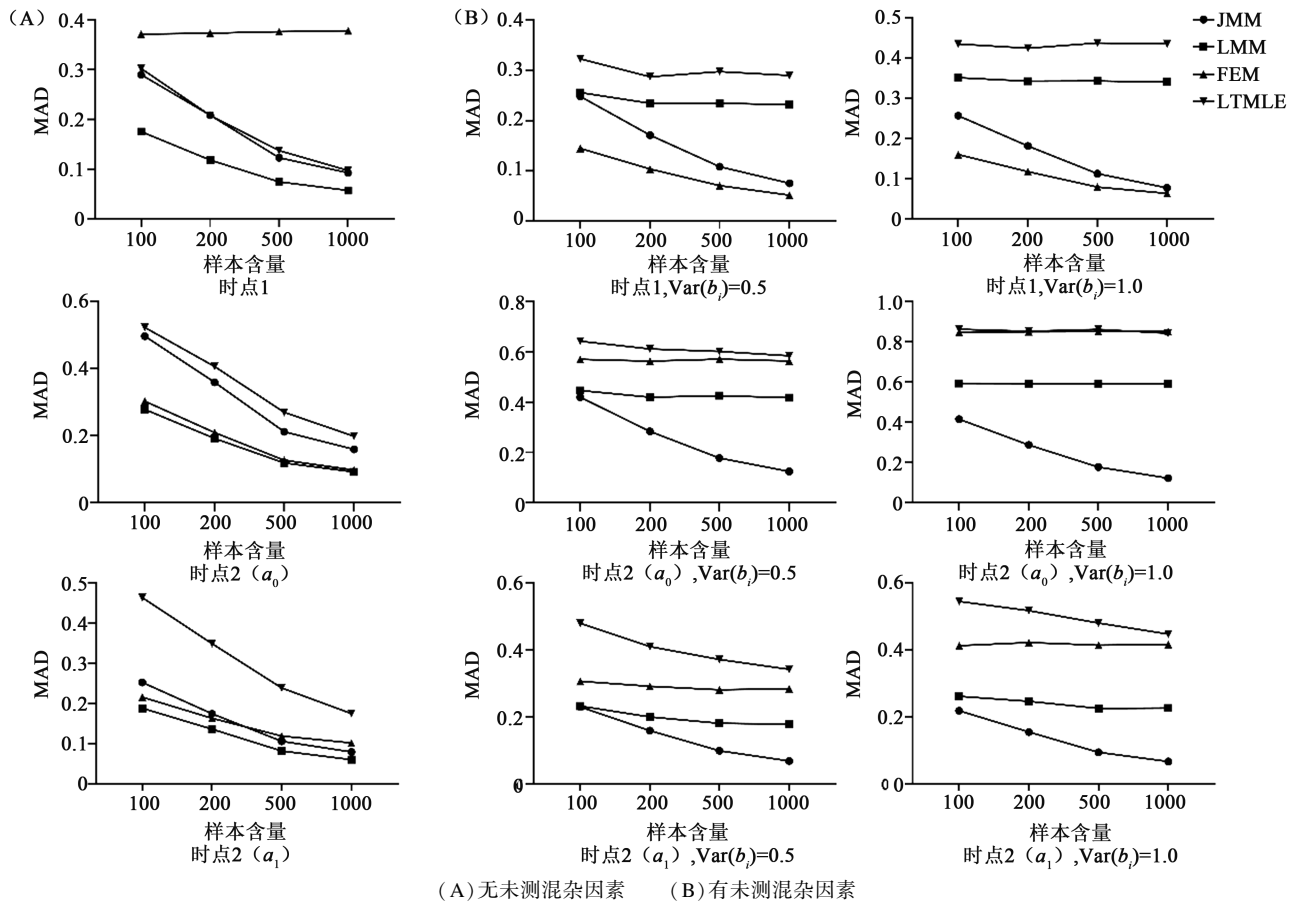 (A)
0.4
0.3
0.2
0.1
0
MAD
100 200 500 1000
样本含量
时点1
(B)
0.4
0.3
0.2
0.1
0
MAD
100 200 500 1000
样本含量
时点1,Var(bᵢ)=0.5
0.5
0.4
0.3
0.2
0.1
0
MAD
100 200 500 1000
样本含量
时点1,Var(bᵢ)=1.0
JMM
LMM
FEM
LTMLE
0.6
0.4
0.2
0
MAD
100 200 500 1000
样本含量
时点2（a₀）
0.8
0.6
0.4
0.2
0
MAD
100 200 500 1000
样本含量
时点2（a₀）,Var(bᵢ)=0.5
1.0
0.8
0.6
0.4
0.2
0
MAD
100 200 500 1000
样本含量
时点2（a₀）,Var(bᵢ)=1.0
0.5
0.4
0.3
0.2
0.1
0
MAD
100 200 500 1000
样本含量
时点2（a₁）
0.6
0.4
0.2
0
MAD
100 200 500 1000
样本含量
时点2（a₁）,Var(bᵢ)=0.5
0.6
0.4
0.2
0 0
MAD
100 200 500 1000
样本含量
时点2（a₁）,Var(bᵢ)=1.0
(A)无未测混杂因素 (B)有未测混杂因素